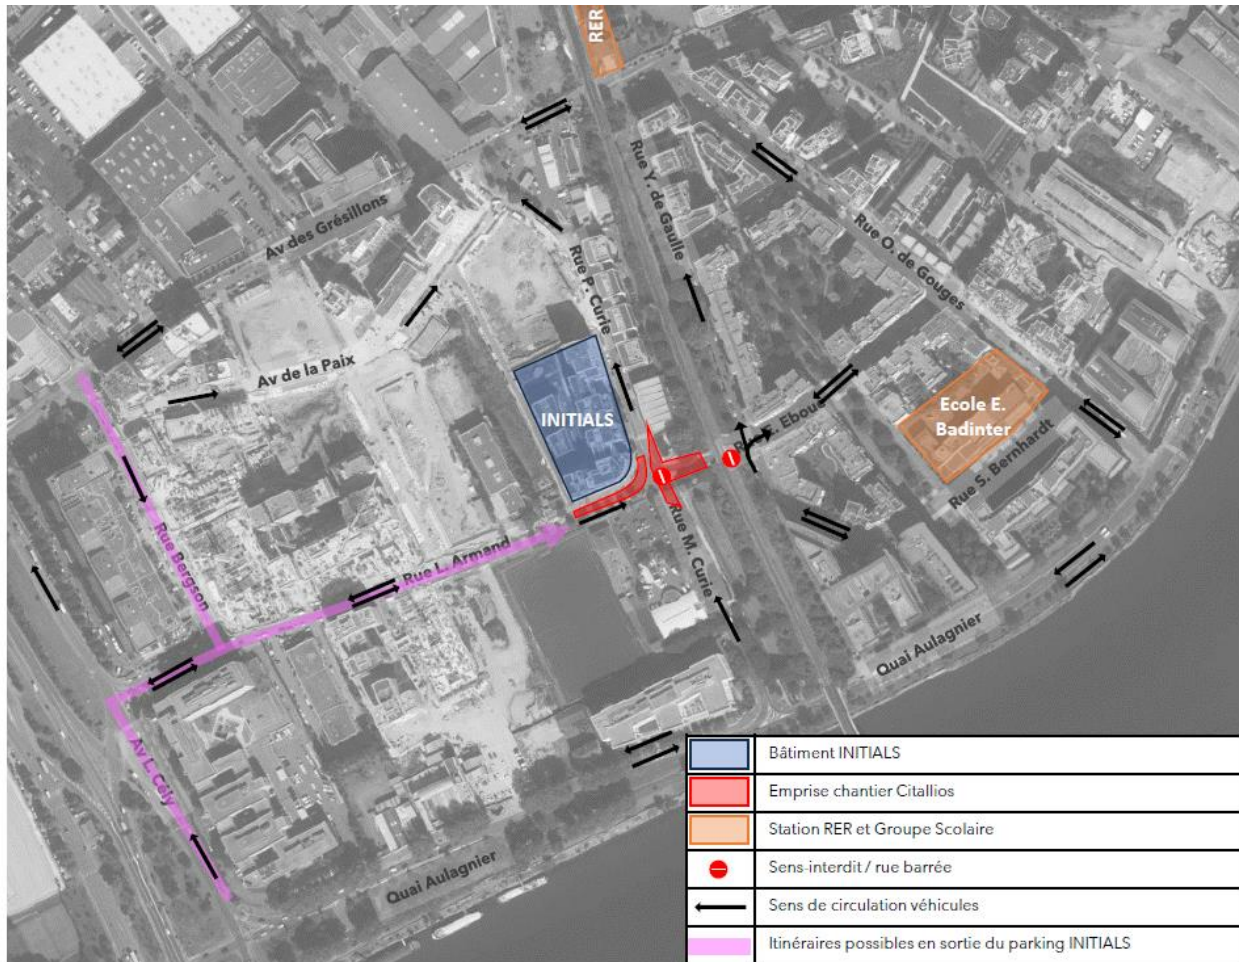 RER
Rue Y. de Gaulle
Av des Grésillons
Rue P. Curie
Rue O. de Gouges
Av de la Paix
INITIALS
Ecole E.
Badinter
Eboue
Rue S. Bernhardt
Rue Bergson
Rue L. Armand
Rue M. Curie
Quai Aulagnier
Av L. Cély
Quai Aulagnier
Bâtiment INITIALS
Emprise chantier Citallios
Station RER et Groupe Scolaire
Sens-interdit / rue barrée
Sens de circulation véhicules
Itinéraires possibles en sortie du parking INITIALS